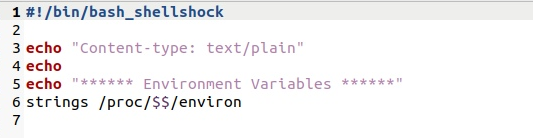 1 #!/bin/bash_shellshock
2
3 echo "Content-type: text/plain"
4 echo
5 echo "****** Environment Variables ******"
6 strings /proc/$$/environ
7